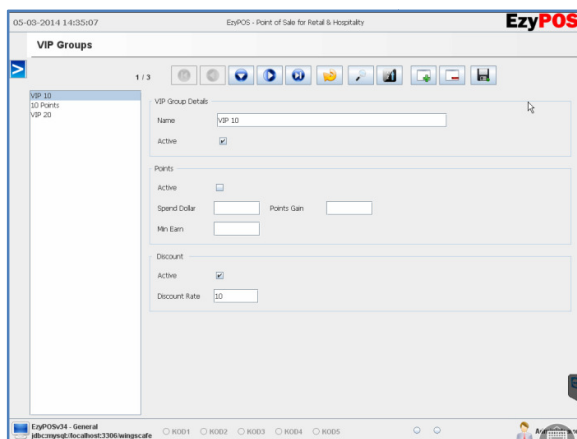 05-03-2014 14:35:07
EzyPOS - Point of Sale for Retail & Hospitality
EzyPOS
VIP Groups
>
1 / 3
VIP 10
10 Points
VIP 20
VIP Group Details
Name
VIP 10
Active
Points
Active
Spend Dollar
Points Gain
Min Earn
Discount
Active
Discount Rate
10
EzyPOSv34 - General
jdbc:mysql://localhost:3306/wingscafe
KOD1
KOD2
KOD3
KOD4
KOD5